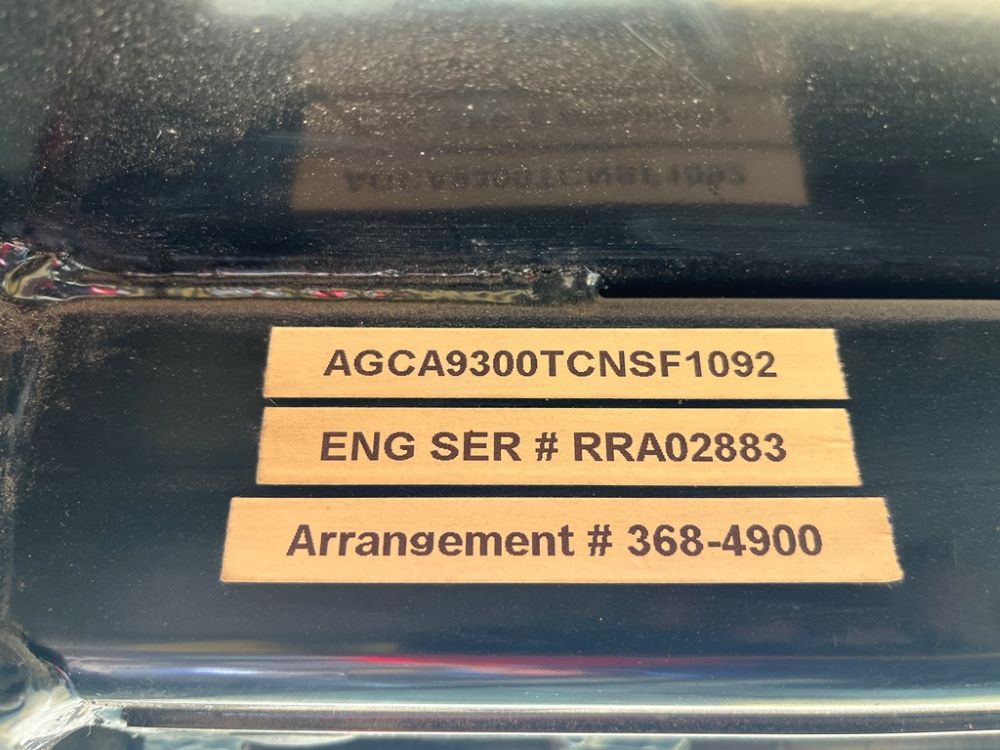 AGCA9300TCNSF1092
ENG SER # RRA02883
Arrangement # 368-4900